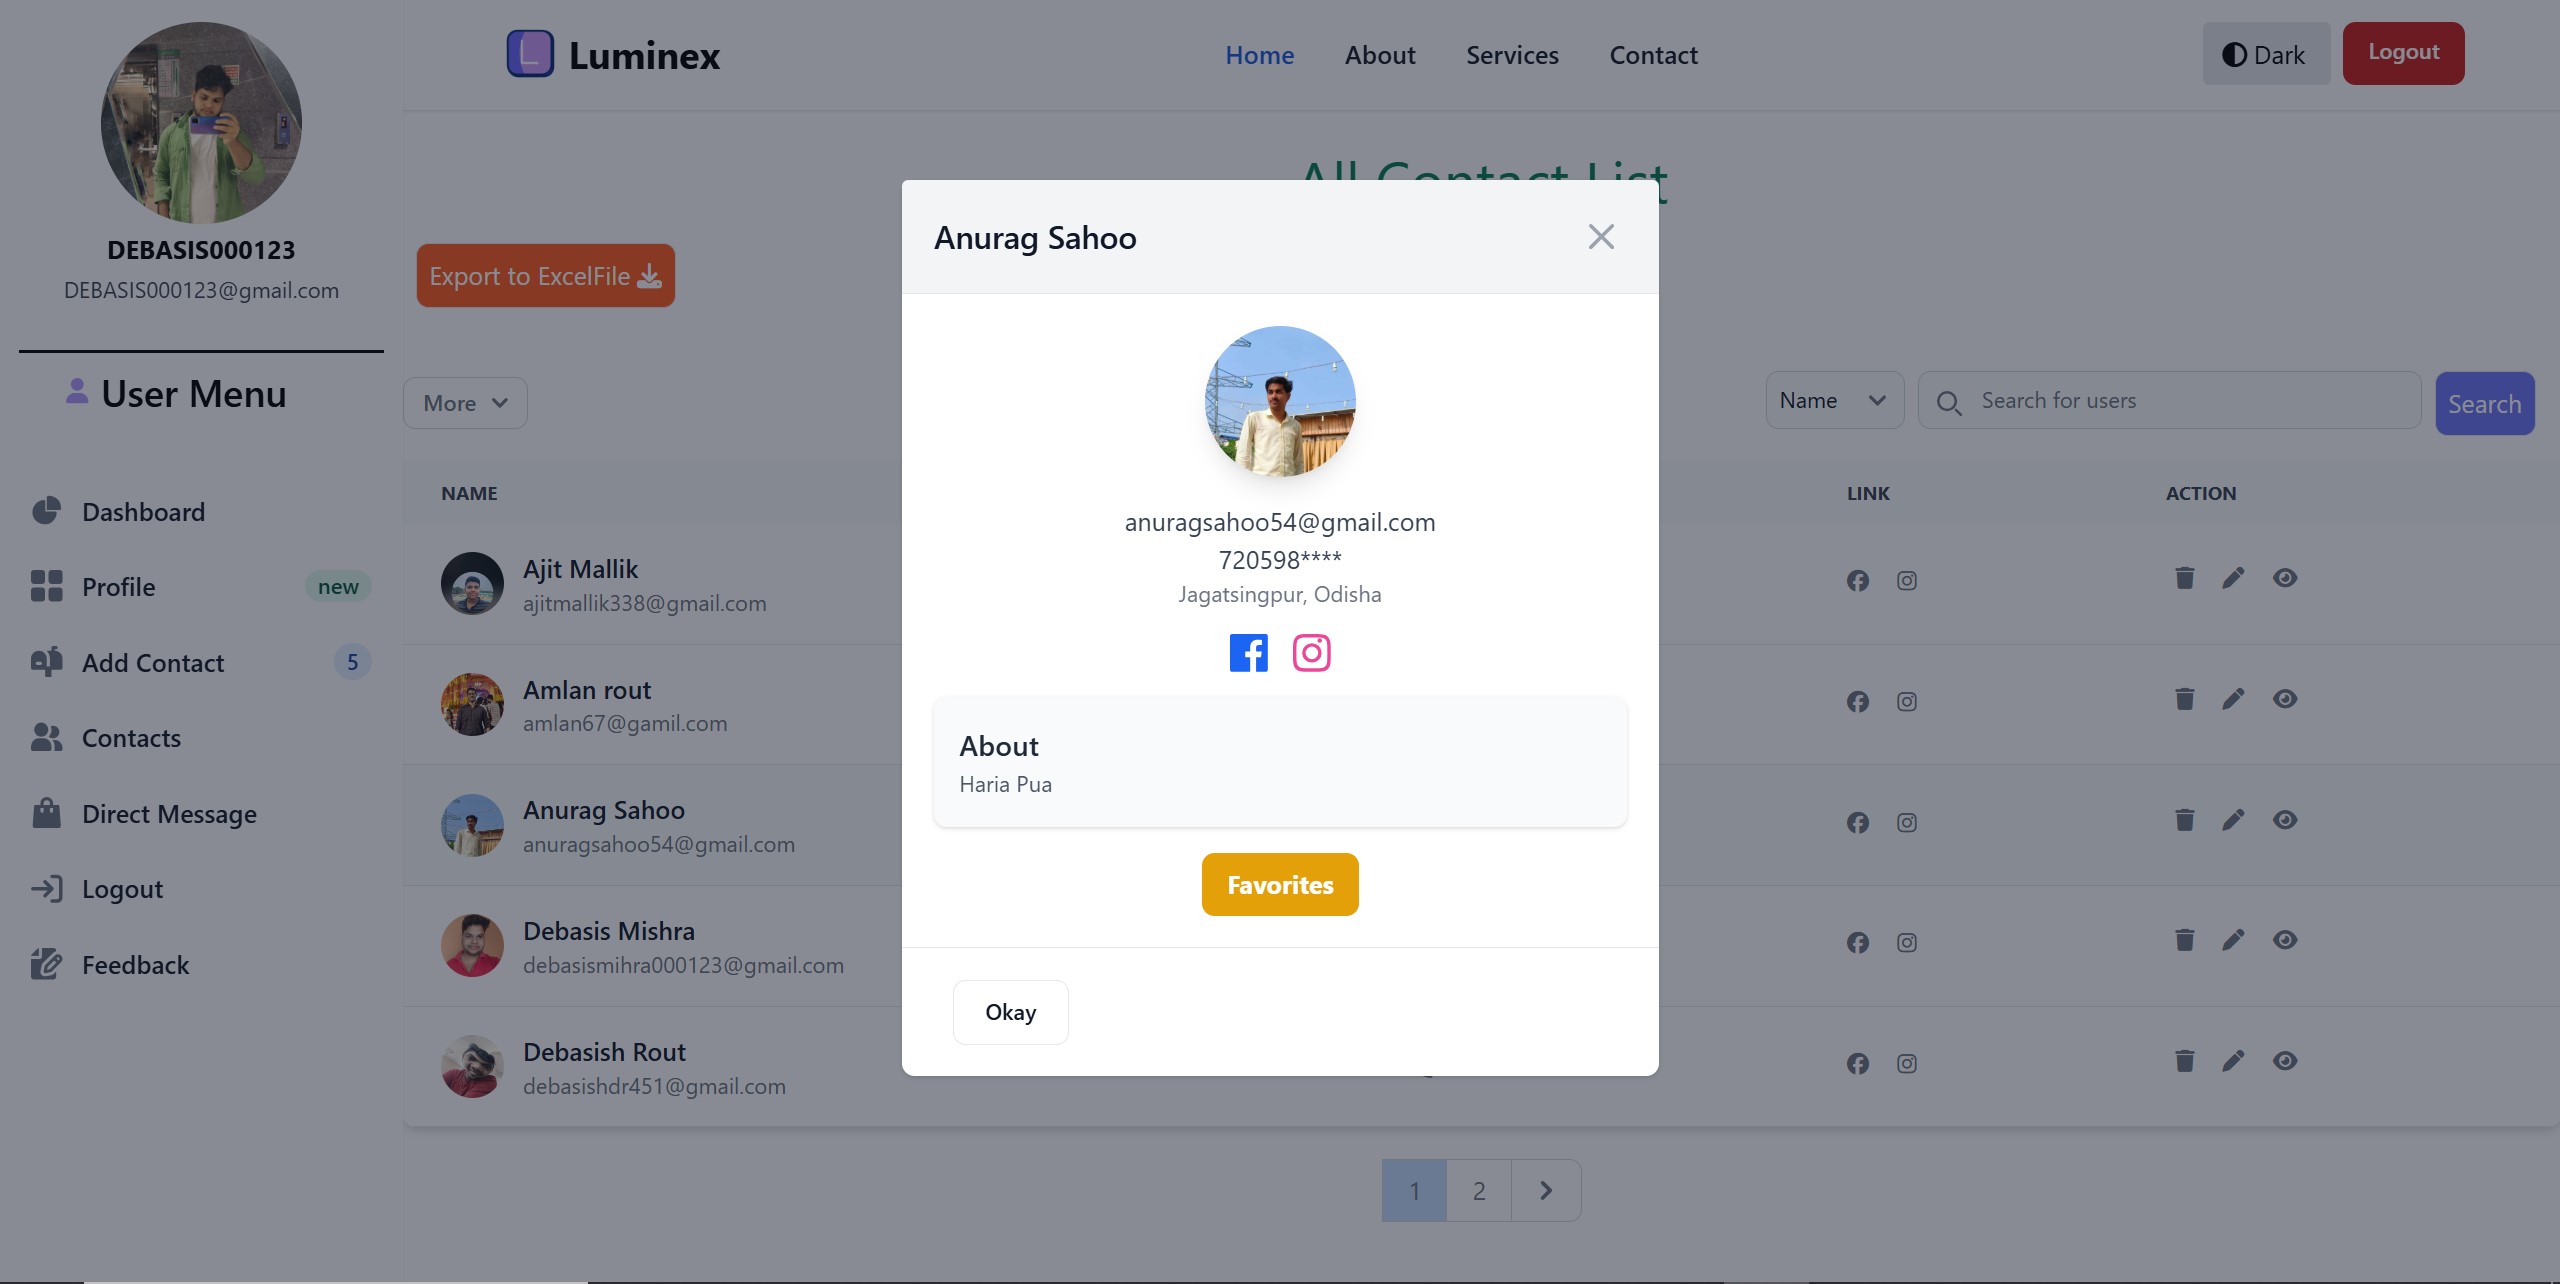 Luminex
Home
About
Services
Contact
Dark
Logout
DEBASIS000123
DEBASIS000123@gmail.com
User Menu
Dashboard
Profile
new
Add Contact
5
Contacts
Direct Message
Logout
Feedback
All Contact List
Export to ExcelFile
More
Name
Search for users
Search
NAME
LINK
ACTION
Ajit Mallik
ajitmallik338@gmail.com
Amlan rout
amlan67@gamil.com
Anurag Sahoo
anuragsahoo54@gmail.com
Debasis Mishra
debasismihra000123@gmail.com
Debasish Rout
debasishdr451@gmail.com
1
2
Anurag Sahoo
anuragsahoo54@gmail.com
720598****
Jagatsingpur, Odisha
About
Haria Pua
Favorites
Okay